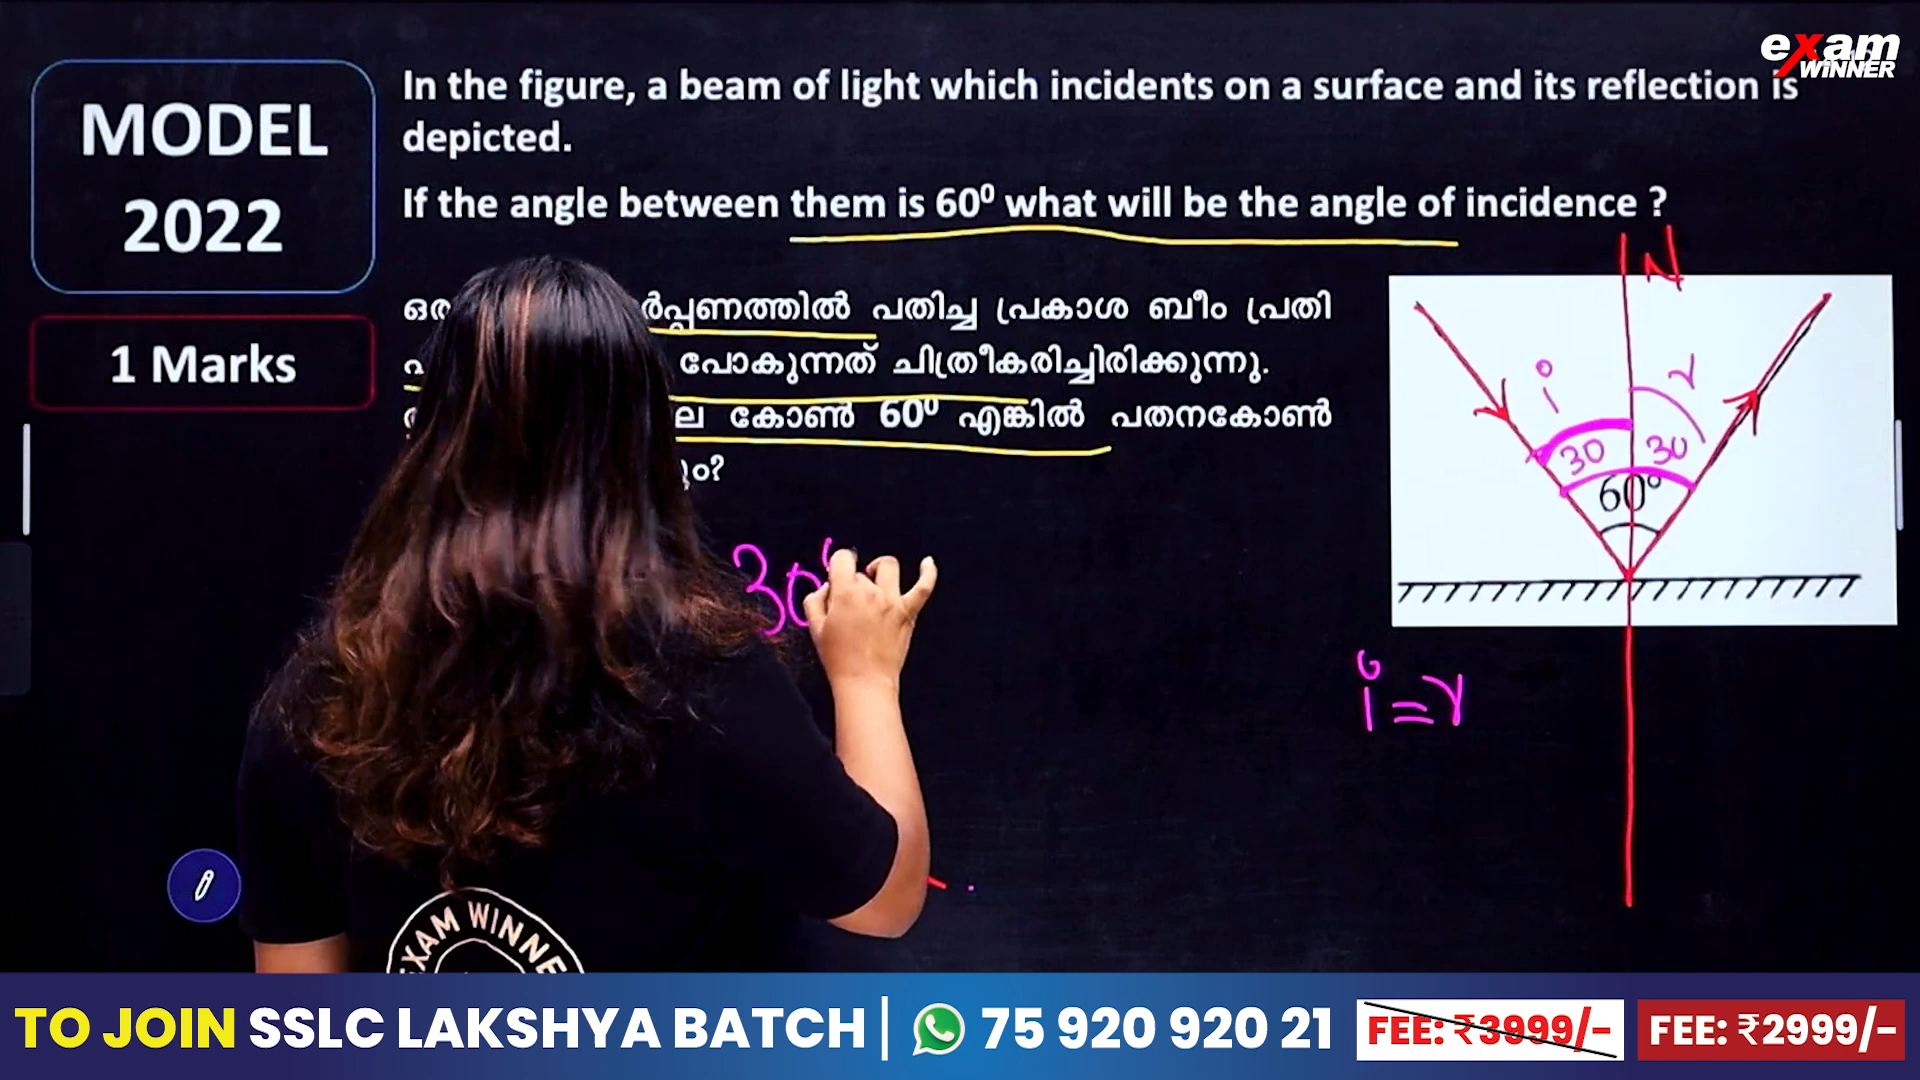 exam
WINNER
MODEL
2022
1 Marks
In the figure, a beam of light which incidents on a surface and its reflection is
depicted.
If the angle between them is 60⁰ what will be the angle of incidence ?
പതിച്ച പ്രകാശ ബീം പ്രതി
പോകുന്നത് ചിത്രീകരിച്ചിരിക്കുന്നു.
കോൺ 60⁰ എങ്കിൽ പതനകോൺ
N
i
r
30
30
60°
30
i=r
EXAM WINNE
TO JOIN SSLC LAKSHYA BATCH | 75 920 920 21
FEE: ₹3999/-
FEE: ₹2999/-